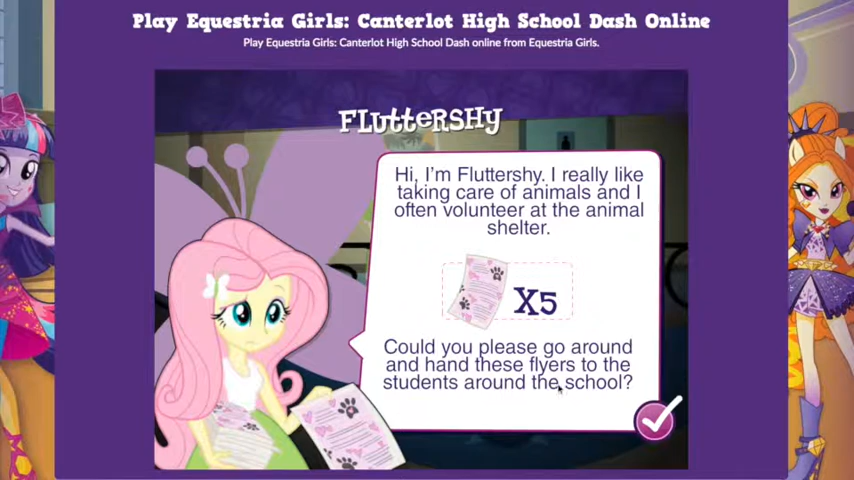 Play Equestria Girls: Canterlot High School Dash Online
Play Equestria Girls: Canterlot High School Dash online from Equestria Girls.
FLutteRSHY
Hi, I'm Fluttershy. I really like
taking care of animals and I
often volunteer at the animal
shelter.
X5
Could you please go around
and hand these flyers to the
students around the school?